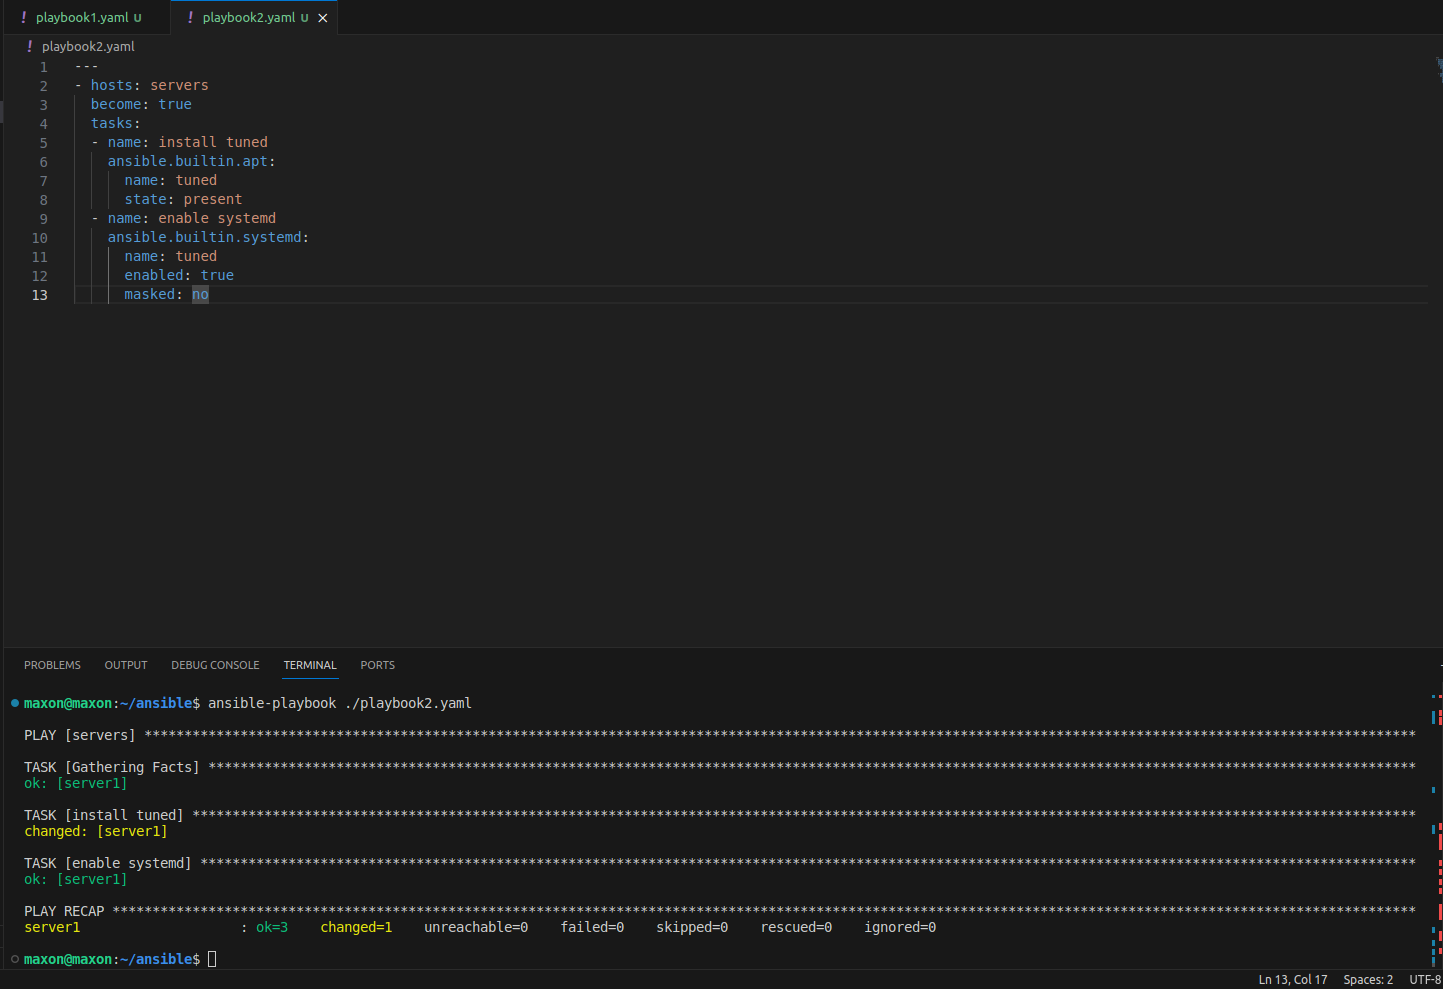 ! playbook1.yaml U ! playbook2.yaml U ×
! playbook2.yaml
1 ---
2 - hosts: servers
3   become: true
4   tasks:
5   - name: install tuned
6     ansible.builtin.apt:
7       name: tuned
8       state: present
9   - name: enable systemd
10     ansible.builtin.systemd:
11       name: tuned
12       enabled: true
13       masked: no
PROBLEMS OUTPUT DEBUG CONSOLE TERMINAL PORTS
maxon@maxon:~/ansible$ ansible-playbook ./playbook2.yaml
PLAY [servers] ***************************************************************************************************************************************************************
TASK [Gathering Facts] *******************************************************************************************************************************************************
ok: [server1]
TASK [install tuned] *********************************************************************************************************************************************************
changed: [server1]
TASK [enable systemd] ********************************************************************************************************************************************************
ok: [server1]
PLAY RECAP *******************************************************************************************************************************************************************
server1                    : ok=3    changed=1    unreachable=0    failed=0    skipped=0    rescued=0    ignored=0
maxon@maxon:~/ansible$
Ln 13, Col 17 Spaces: 2 UTF-8